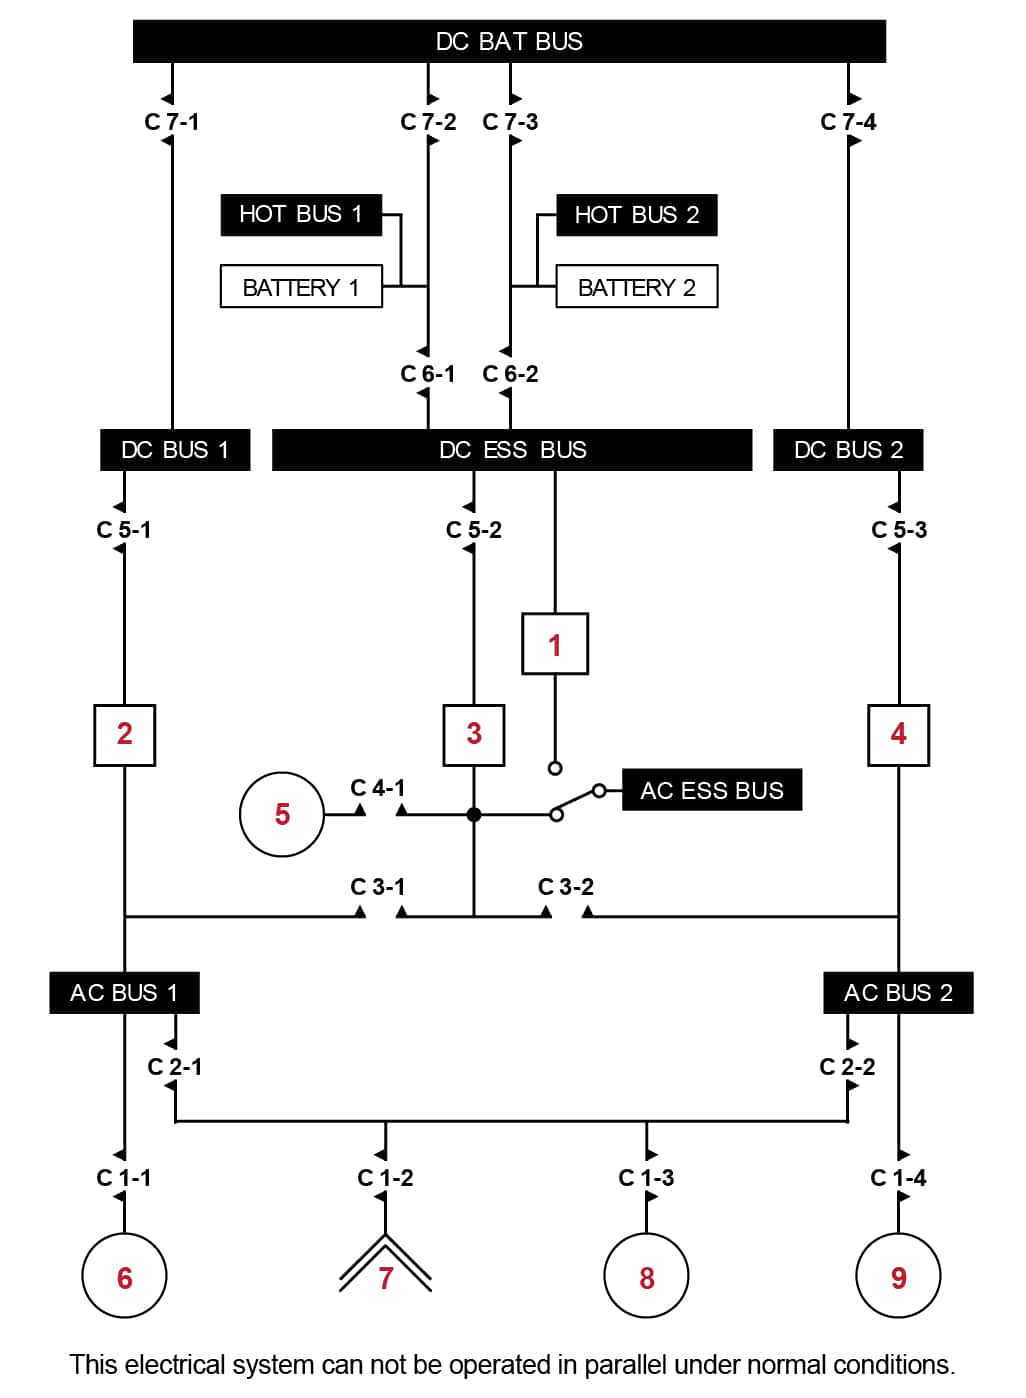 DC BAT BUS
C 7-1 C 7-2 C 7-3 C 7-4
HOT BUS 1 HOT BUS 2
BATTERY 1 BATTERY 2
C 6-1 C 6-2
DC BUS 1 DC ESS BUS DC BUS 2
C 5-1 C 5-2 C 5-3
1
2 3 4
C 4-1 AC ESS BUS
5
C 3-1 C 3-2
AC BUS 1 AC BUS 2
C 2-1 C 2-2
C 1-1 C 1-2 C 1-3 C 1-4
6 7 8 9
This electrical system can not be operated in parallel under normal conditions.